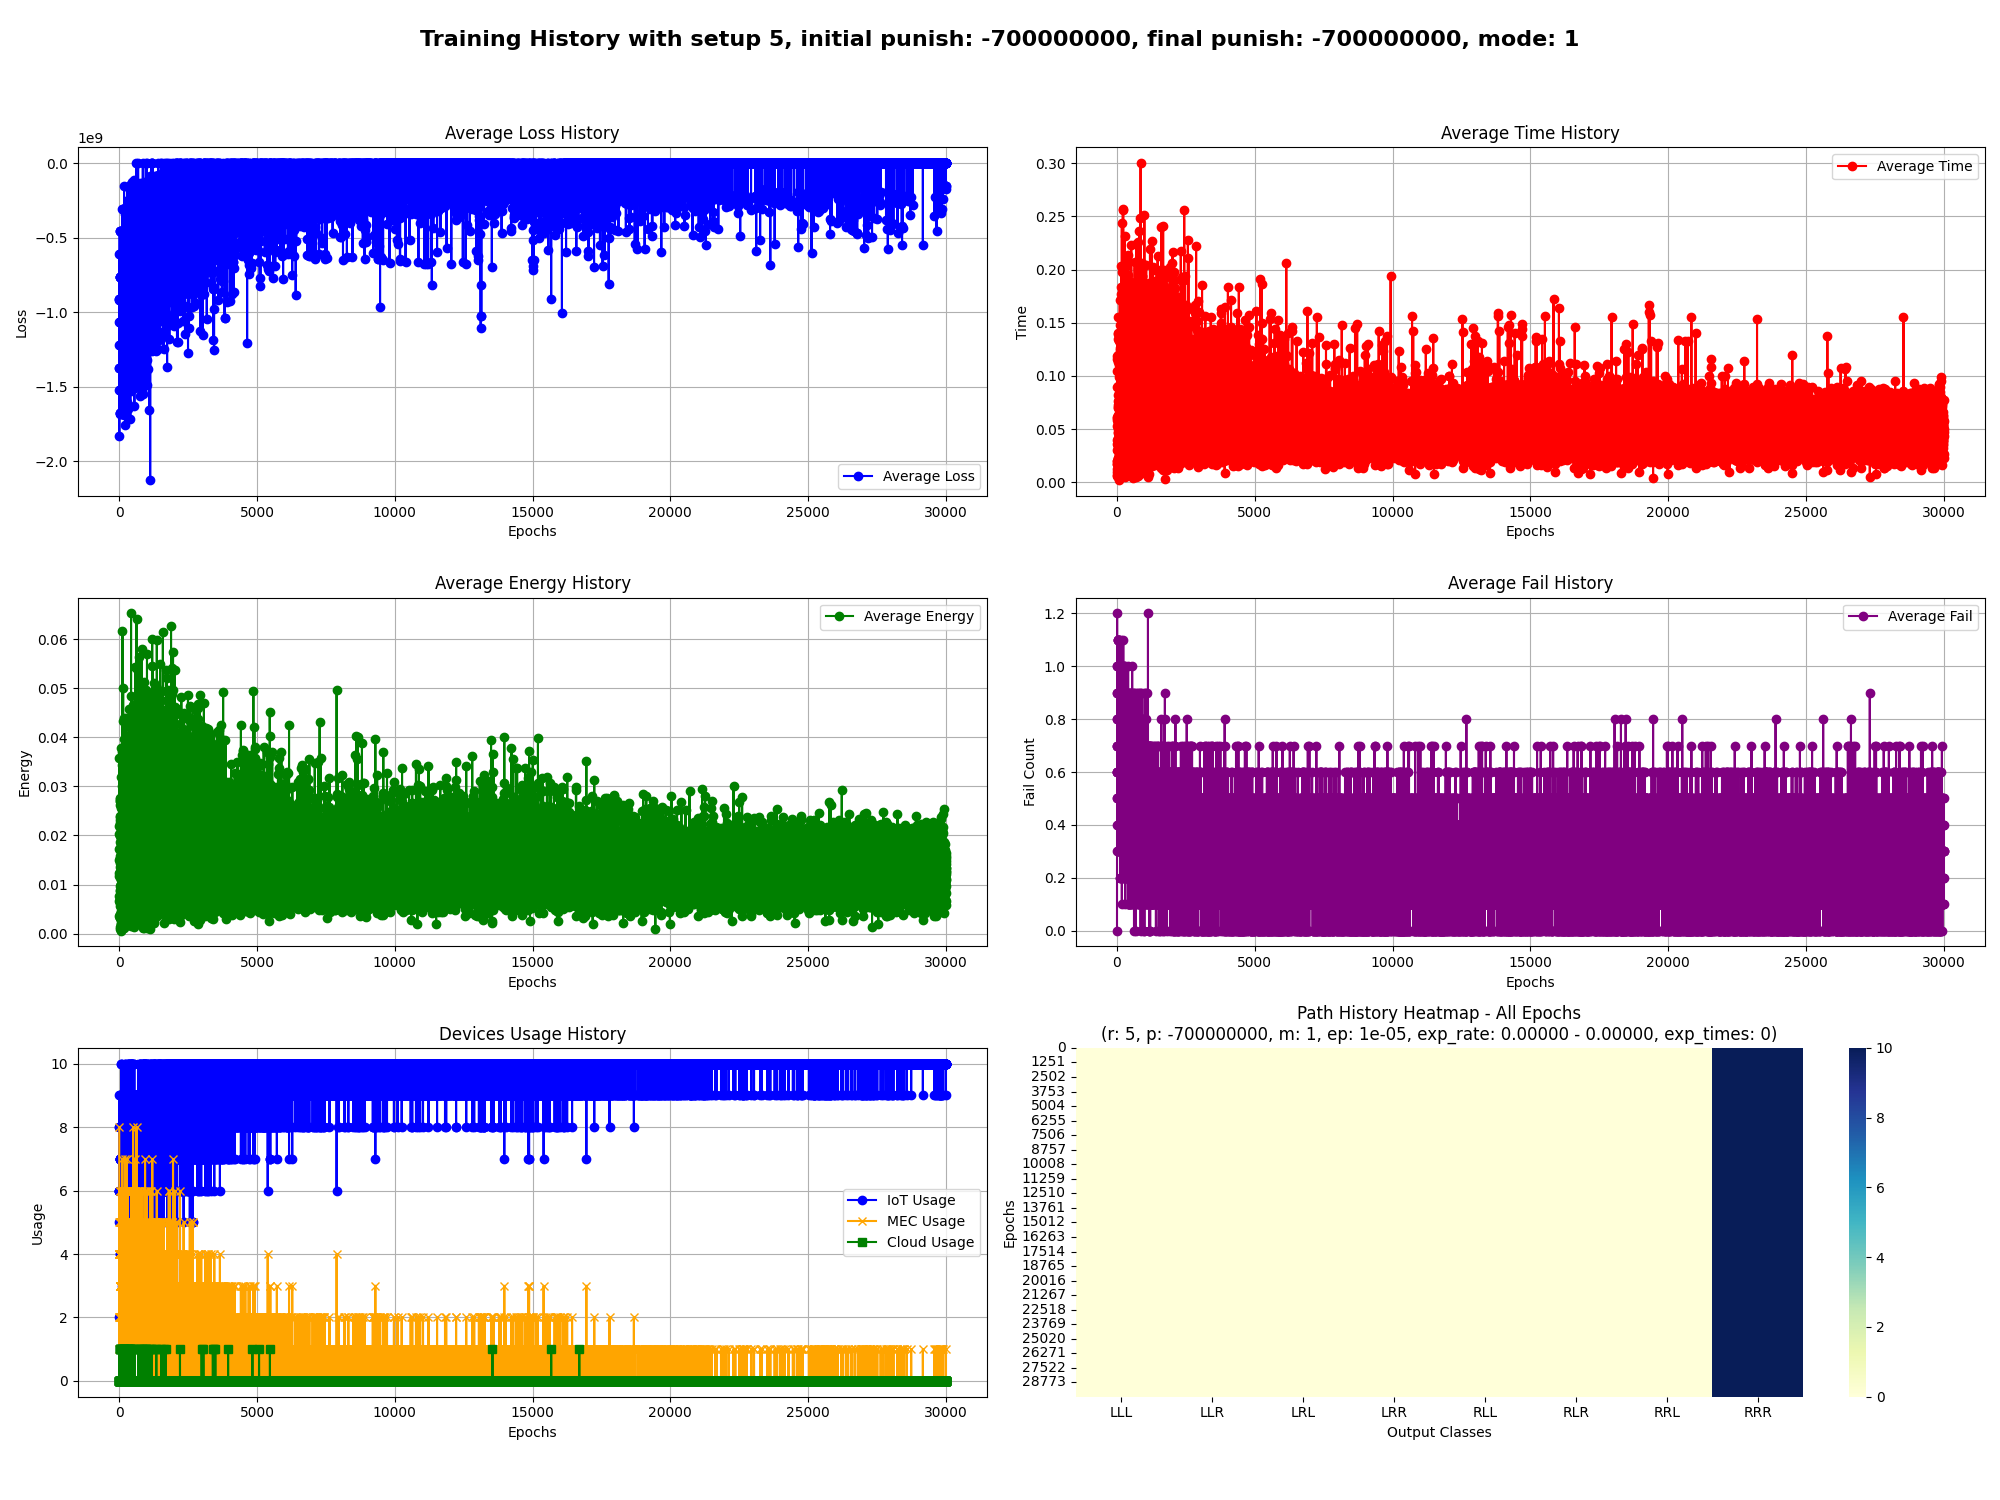 Training History with setup 5, initial punish: -700000000, final punish: -700000000, mode: 1
Average Loss History
1e9
0.0
−0.5
−1.0
−1.5
−2.0
Loss
Average Loss
0 5000 10000 15000 20000 25000 30000
Epochs
Average Time History
0.30
0.25
0.20
0.15
0.10
0.05
0.00
Time
Average Time
0 5000 10000 15000 20000 25000 30000
Epochs
Average Energy History
0.06
0.05
0.04
0.03
0.02
0.01
0.00
Energy
Average Energy
0 5000 10000 15000 20000 25000 30000
Epochs
Average Fail History
1.2
1.0
0.8
0.6
0.4
0.2
0.0
Fail Count
Average Fail
0 5000 10000 15000 20000 25000 30000
Epochs
Devices Usage History
10
8
6
4
2
0
Usage
IoT Usage
MEC Usage
Cloud Usage
0 5000 10000 15000 20000 25000 30000
Epochs
Path History Heatmap - All Epochs
(r: 5, p: -700000000, m: 1, ep: 1e-05, exp_rate: 0.00000 - 0.00000, exp_times: 0)
0
1251
2502
3753
5004
6255
7506
8757
10008
11259
12510
13761
15012
16263
17514
18765
20016
21267
22518
23769
25020
26271
27522
28773
Epochs
LLL LLR LRL LRR RLL RLR RRL RRR
Output Classes
10
8
6
4
2
0